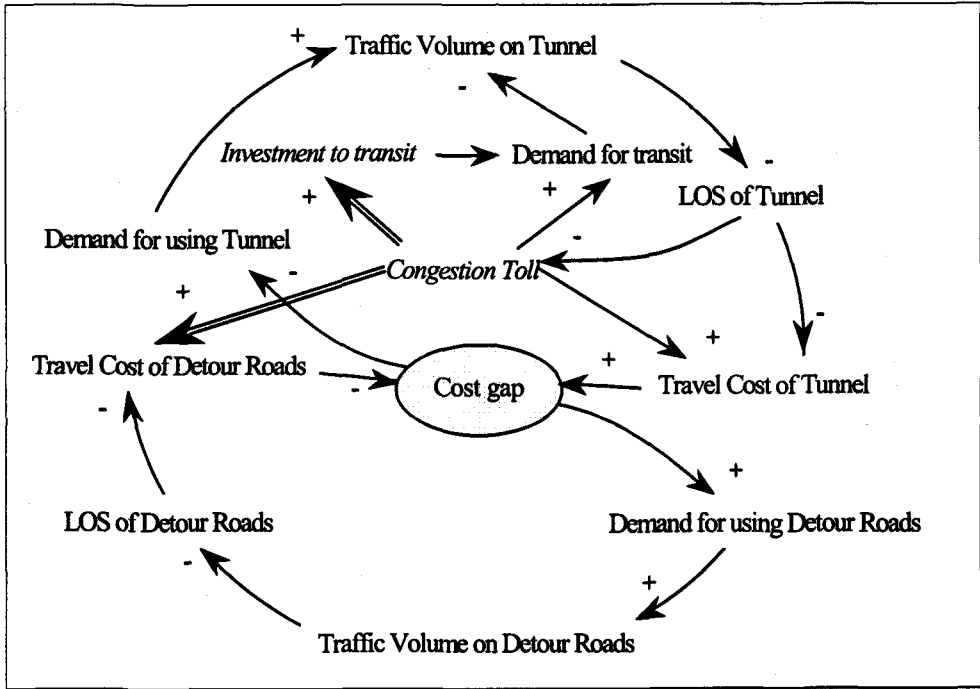 +
Traffic Volume on Tunnel
-
Investment to transit
Demand for transit
-
+
+
LOS of Tunnel
Demand for using Tunnel
-
-
Congestion Toll
+
-
+
Travel Cost of Detour Roads
+
-
Cost gap
Travel Cost of Tunnel
-
+
LOS of Detour Roads
Demand for using Detour Roads
-
+
Traffic Volume on Detour Roads